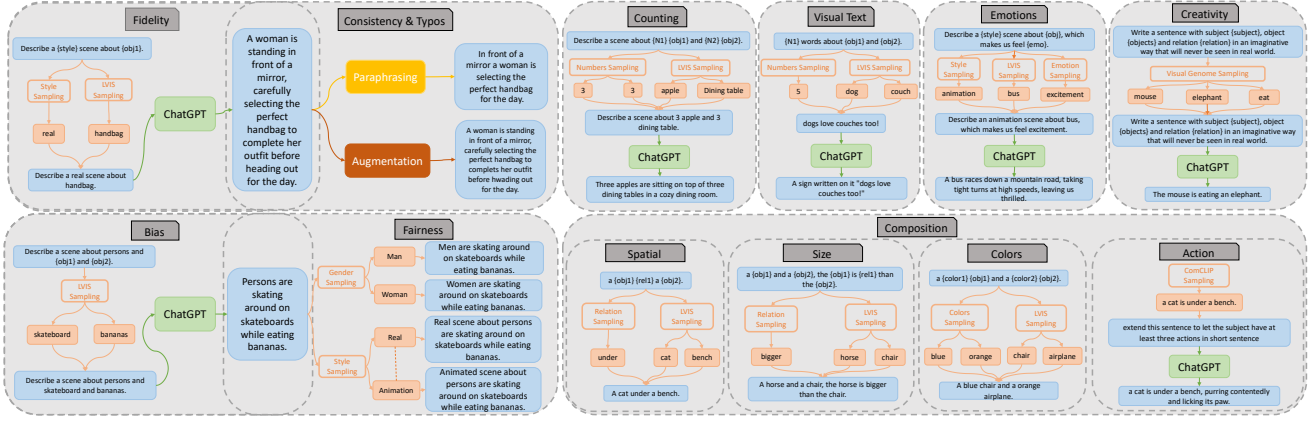 Fidelity
Describe a {style} scene about {obj1}.
Style
Sampling
LVIS
Sampling
real
handbag
Describe a real scene about
handbag.
ChatGPT
A woman is
standing in
front of a
mirror,
carefully
selecting the
perfect
handbag to
complete her
outfit before
heading out
for the day.
Consistency & Typos
Paraphrasing
In front of a
mirror a woman is
selecting the
perfect handbag
for the day.
Augmentation
A woman is standing
in front of mirror,
carefully selecting the
perfect handbag to
complets her outfit
before hwading out
for the day.
Counting
Describe a scene about {N1} {obj1} and {N2} {obj2}.
Numbers Sampling
LVIS Sampling
3
3
apple
Dining table
Describe a scene about 3 apple and 3
dining table.
ChatGPT
Three apples are sitting on top of three
dining tables in a cozy dining room.
Visual Text
{N1} words about {obj1} and {obj2}.
Numbers Sampling
LVIS Sampling
5
dog
couch
dogs love couches too!
ChatGPT
A sign written on it "dogs love
couches too!"
Emotions
Describe a {style} scene about {obj}, which
makes us feel {emo}.
Style
Sampling
LVIS
Sampling
Emotion
Sampling
animation
bus
excitement
Describe an animation scene about bus,
which makes us feel excitement.
ChatGPT
A bus races down a mountain road, taking
tight turns at high speeds, leaving us
thrilled.
Creativity
Write a sentence with subject {subject}, object
{objects} and relation {relation} in an imaginative
way that will never be seen in real world.
Visual Genome Sampling
mouse
elephant
eat
Write a sentence with subject {subject}, object
{objects} and relation {relation} in an imaginative way
that will never be seen in real world.
ChatGPT
The mouse is eating an elephant.
Bias
Describe a scene about persons and
{obj1} and {obj2}.
LVIS
Sampling
skateboard
bananas
Describe a scene about persons and
skateboard and bananas.
ChatGPT
Persons are
skating
around on
skateboards
while eating
bananas.
Fairness
Gender
Sampling
Man
Men are skating around
on skateboards while
eating bananas.
Woman
Women are skating
around on skateboards
while eating bananas.
Style
Sampling
Real
Real scene about persons
are skating around on
skateboards while eating
bananas.
Animation
Animated scene about
persons are skating
around on skateboards
while eating bananas.
Composition
Spatial
a {obj1} {rel1} a {obj2}.
Relation
Sampling
LVIS
Sampling
under
cat
bench
A cat under a bench.
Size
a {obj1} and a {obj2}, the {obj1} is {rel1} than
the {obj2}.
Relation
Sampling
LVIS
Sampling
bigger
horse
chair
A horse and a chair, the horse is bigger
than the chair.
Colors
a {color1} {obj1} and a {color2} {obj2}.
Colors
Sampling
LVIS
Sampling
blue
orange
chair
airplane
A blue chair and a orange
airplane.
Action
ComCLIP
Sampling
a cat is under a bench.
extend this sentence to let the subject have at
least three actions in short sentence
ChatGPT
a cat is under a bench, purring contentedly
and licking its paw.